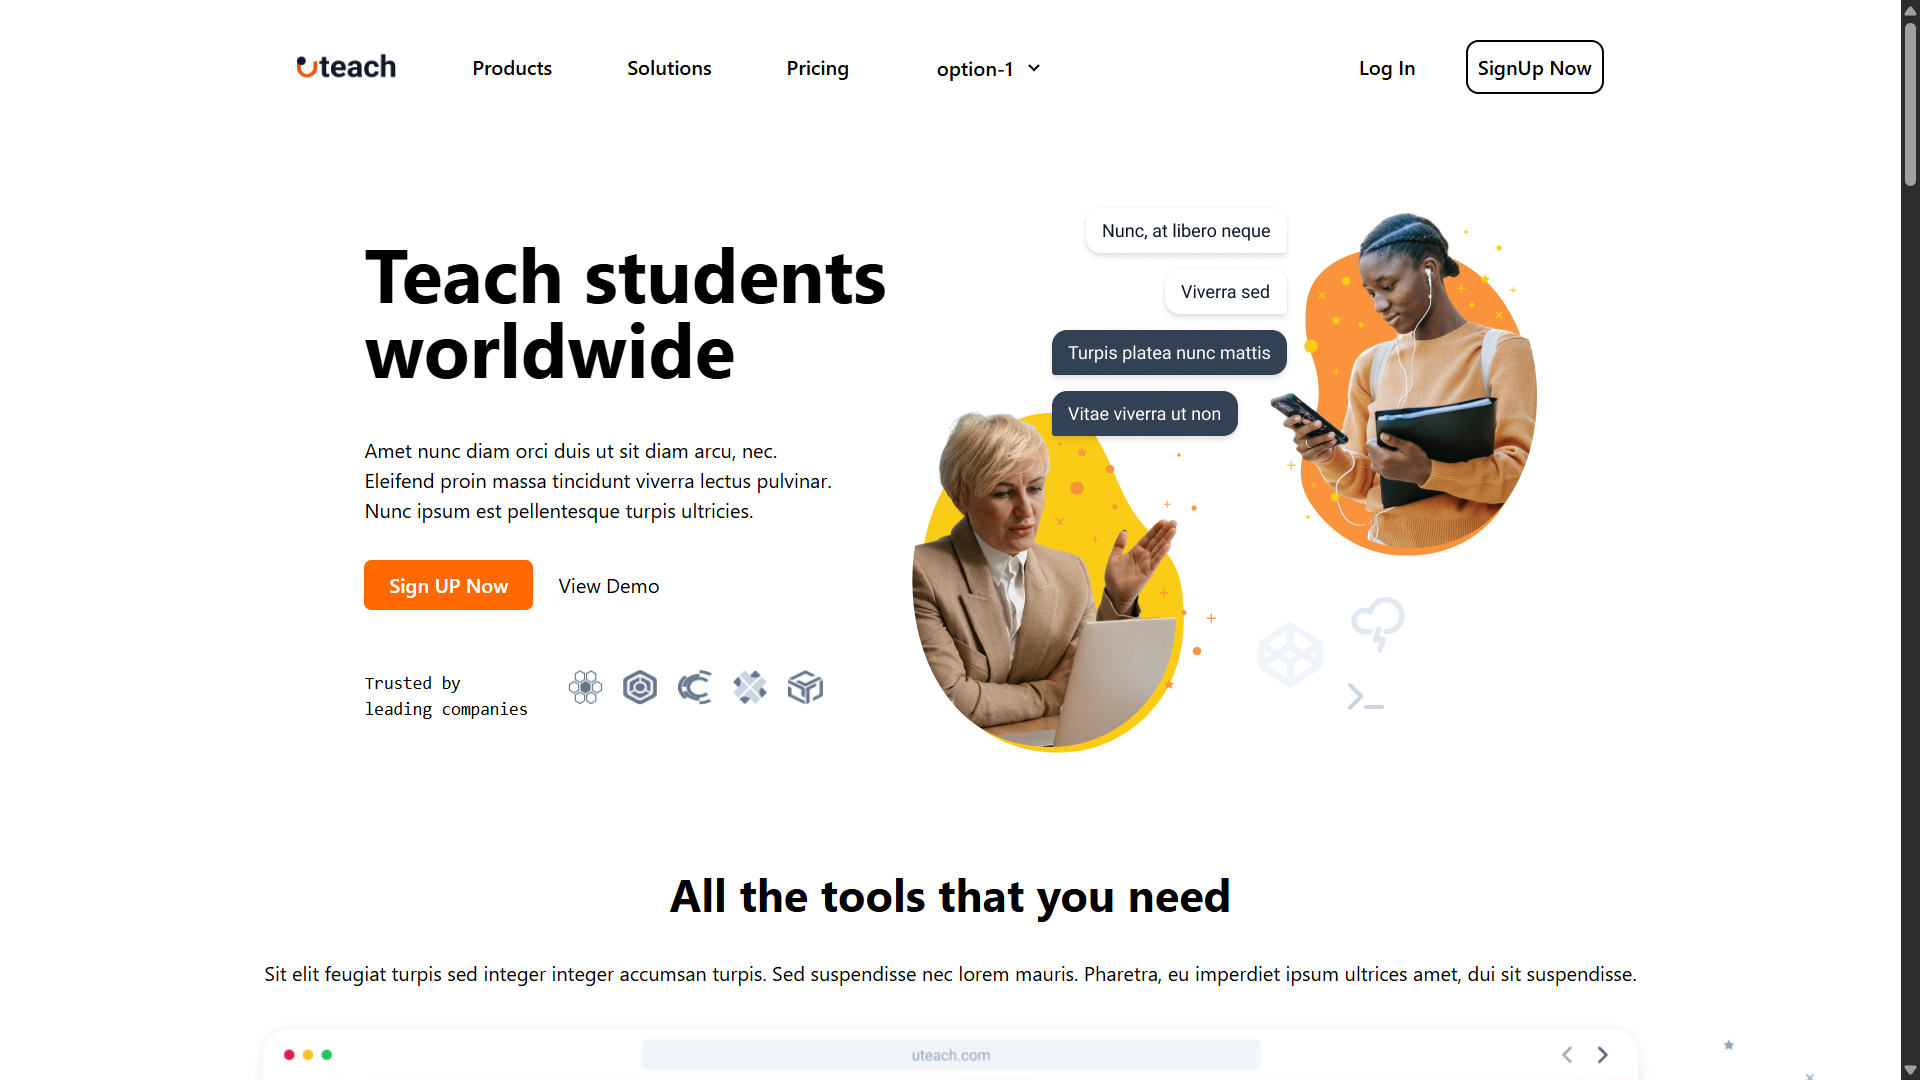 uteach
Products
Solutions
Pricing
option-1
Log In
SignUp Now
Teach students
worldwide
Amet nunc diam orci duis ut sit diam arcu, nec.
Eleifend proin massa tincidunt viverra lectus pulvinar.
Nunc ipsum est pellentesque turpis ultricies.
Sign UP Now
View Demo
Trusted by
leading companies
Nunc, at libero neque
Viverra sed
Turpis platea nunc mattis
Vitae viverra ut non
All the tools that you need
Sit elit feugiat turpis sed integer integer accumsan turpis. Sed suspendisse nec lorem mauris. Pharetra, eu imperdiet ipsum ultrices amet, dui sit suspendisse.
uteach.com